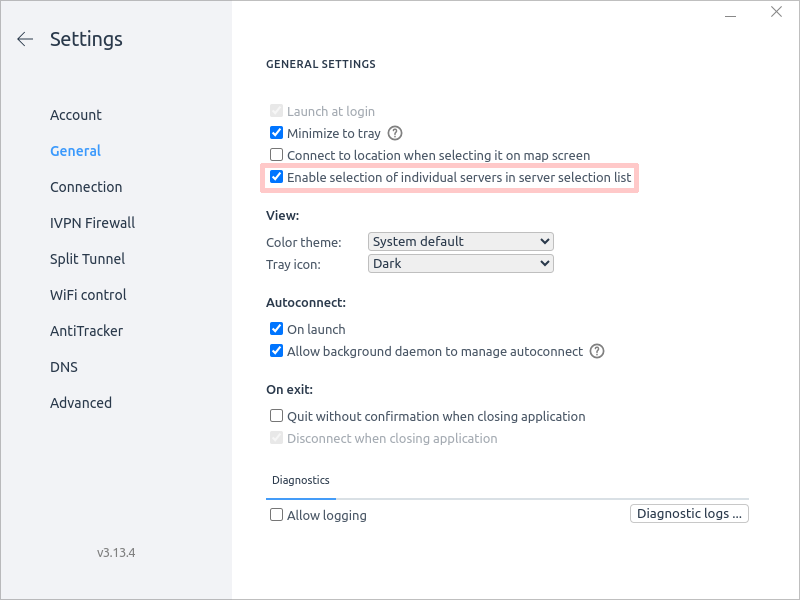 Settings
Account
General
Connection
IVPN Firewall
Split Tunnel
WiFi control
AntiTracker
DNS
Advanced
v3.13.4
GENERAL SETTINGS
Launch at login
Minimize to tray ?
Connect to location when selecting it on map screen
Enable selection of individual servers in server selection list
View:
Color theme: System default
Tray icon: Dark
Autoconnect:
On launch
Allow background daemon to manage autoconnect ?
On exit:
Quit without confirmation when closing application
Disconnect when closing application
Diagnostics
Allow logging Diagnostic logs ...